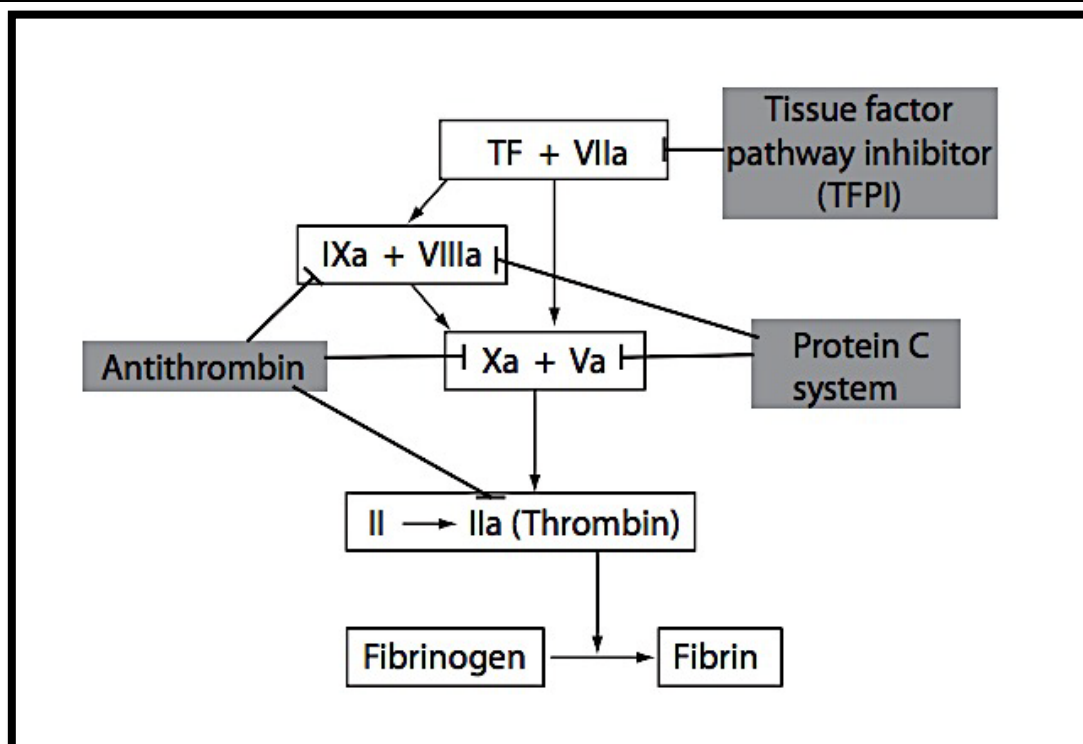 Tissue factor
pathway inhibitor
(TFPI)
TF + VIIa
IXa + VIIIa
Antithrombin
Xa + Va
Protein C
system
II → IIa (Thrombin)
Fibrinogen
Fibrin